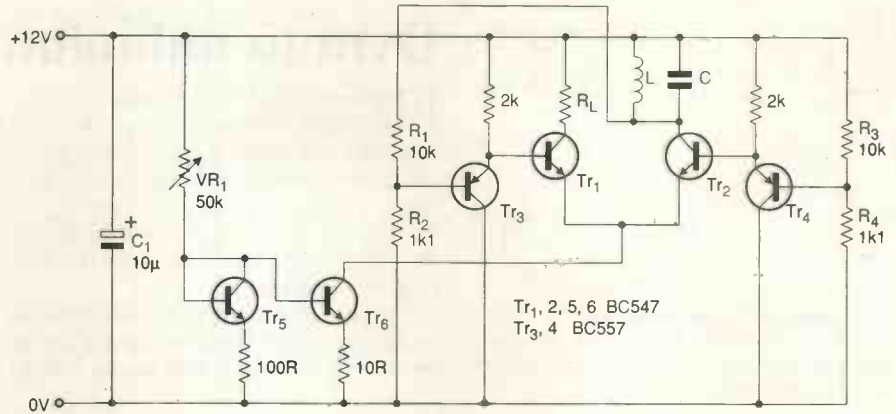 +12V
2k
R_L
L
C
2k
R₁
10k
R₃
10k
VR₁
50k
Tr₁
Tr₂
Tr₃
Tr₄
R₂
1k1
R₄
1k1
+
C₁
10μ
Tr₅
Tr₆
Tr₁, 2, 5, 6 BC547
Tr₃, 4 BC557
100R
10R
0V